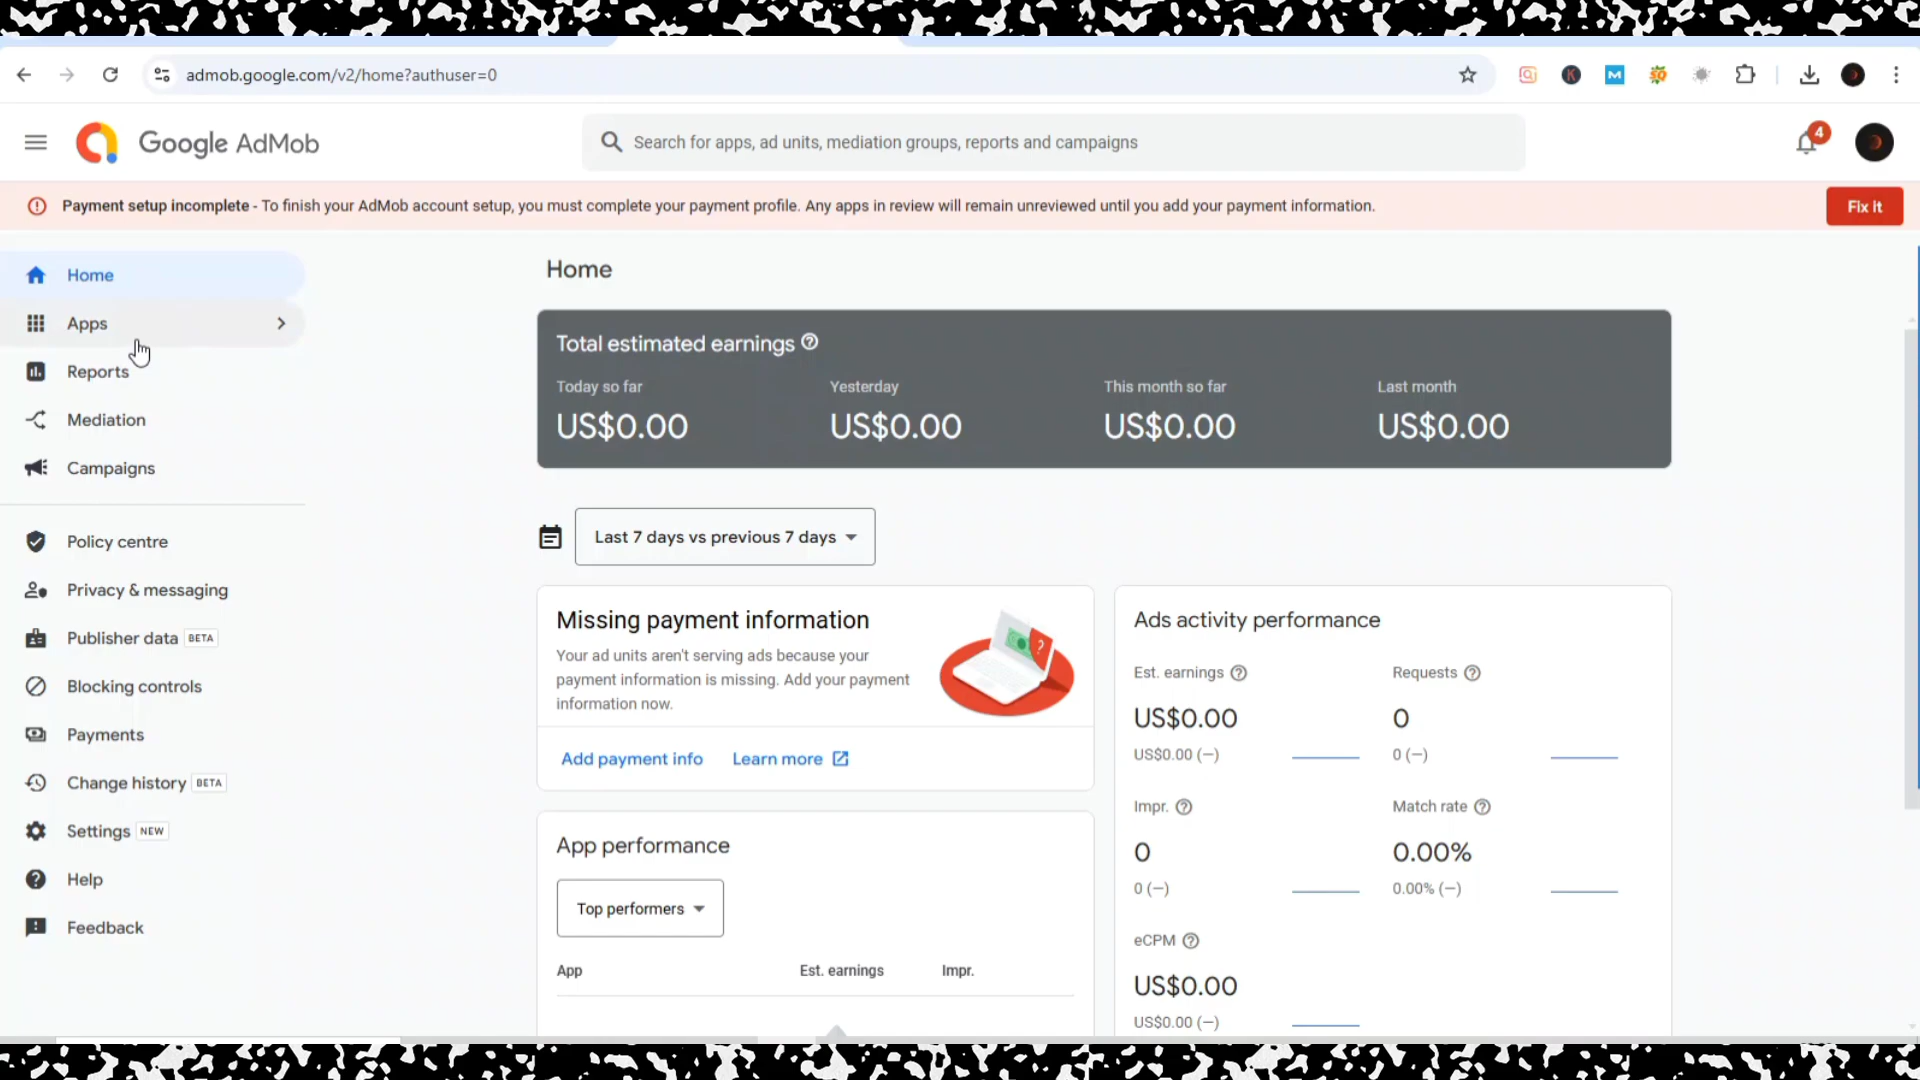 admob.google.com/v2/home?authuser=0
K
M
SQ
Google AdMob
Search for apps, ad units, mediation groups, reports and campaigns
4
Payment setup incomplete - To finish your AdMob account setup, you must complete your payment profile. Any apps in review will remain unreviewed until you add your payment information.
Fix it
Home
Apps
Reports
Mediation
Campaigns
Policy centre
Privacy & messaging
Publisher data BETA
Blocking controls
Payments
Change history BETA
Settings NEW
Help
Feedback
Home
Total estimated earnings
Today so far
US$0.00
Yesterday
US$0.00
This month so far
US$0.00
Last month
US$0.00
Last 7 days vs previous 7 days
Missing payment information
Your ad units aren't serving ads because your
payment information is missing. Add your payment
information now.
Add payment info
Learn more
App performance
Top performers
App
Est. earnings
Impr.
Ads activity performance
Est. earnings
US$0.00
US$0.00 (—)
Requests
0
0 (—)
Impr.
0
0 (—)
Match rate
0.00%
0.00% (—)
eCPM
US$0.00
US$0.00 (—)